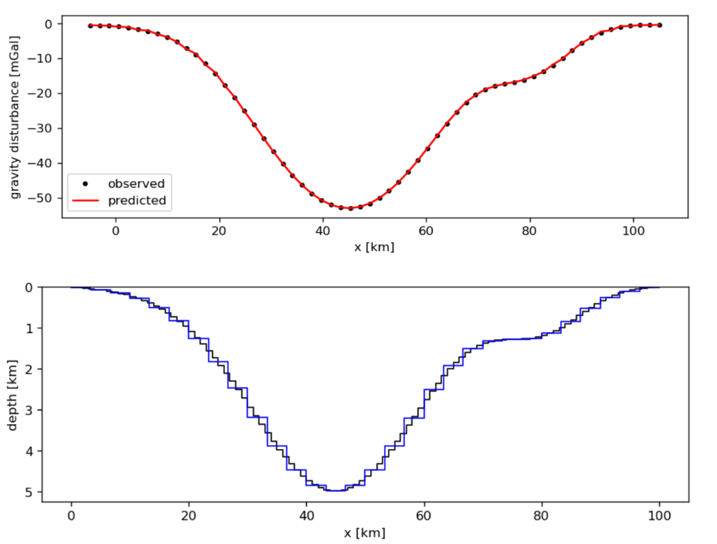 0
−10
−20
−30
−40
−50
gravity disturbance [mGal]
observed
predicted
0 20 40 60 80 100
x [km]
0
1
2
3
4
5
depth [km]
0 20 40 60 80 100
x [km]